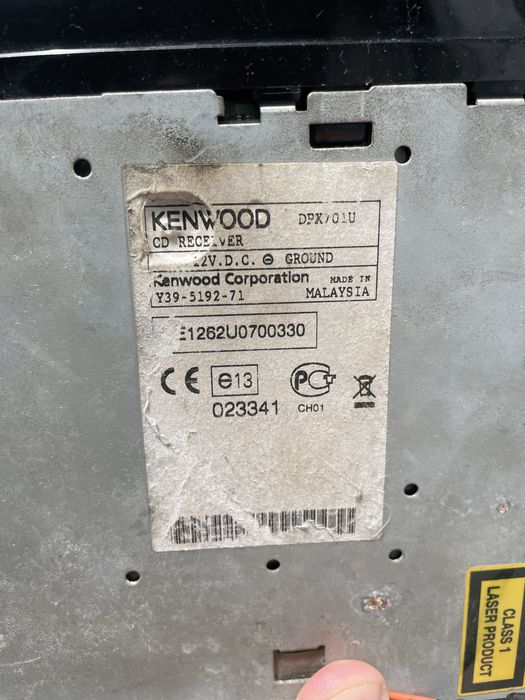 KENWOOD DPX701U
CD RECEIVER
12V.D.C. ⊖ GROUND
Kenwood Corporation MADE IN
Y39-5192-71 MALAYSIA
E1262U0700330
CE e13 PCT
023341 CH01
CLASS 1
LASER PRODUCT